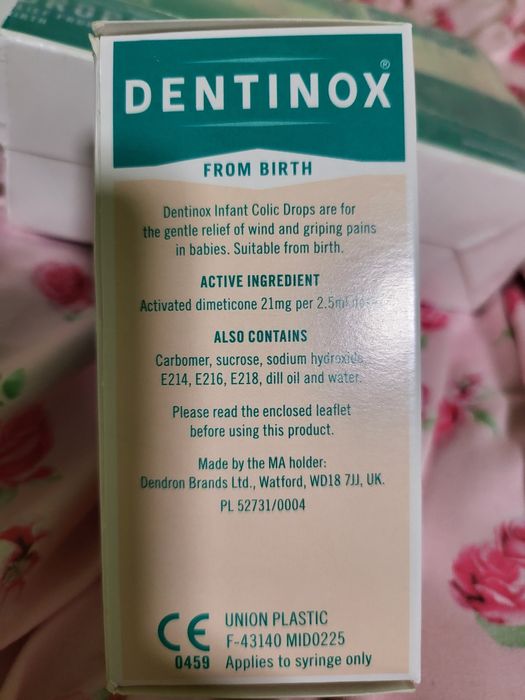 DENTINOX®
FROM BIRTH
Dentinox Infant Colic Drops are for
the gentle relief of wind and griping pains
in babies. Suitable from birth.
ACTIVE INGREDIENT
Activated dimeticone 21mg per 2.5ml dose
ALSO CONTAINS
Carbomer, sucrose, sodium hydroxide,
E214, E216, E218, dill oil and water.
Please read the enclosed leaflet
before using this product.
Made by the MA holder:
Dendron Brands Ltd., Watford, WD18 7JJ, UK.
PL 52731/0004
CE UNION PLASTIC
F-43140 MID0225
0459 Applies to syringe only